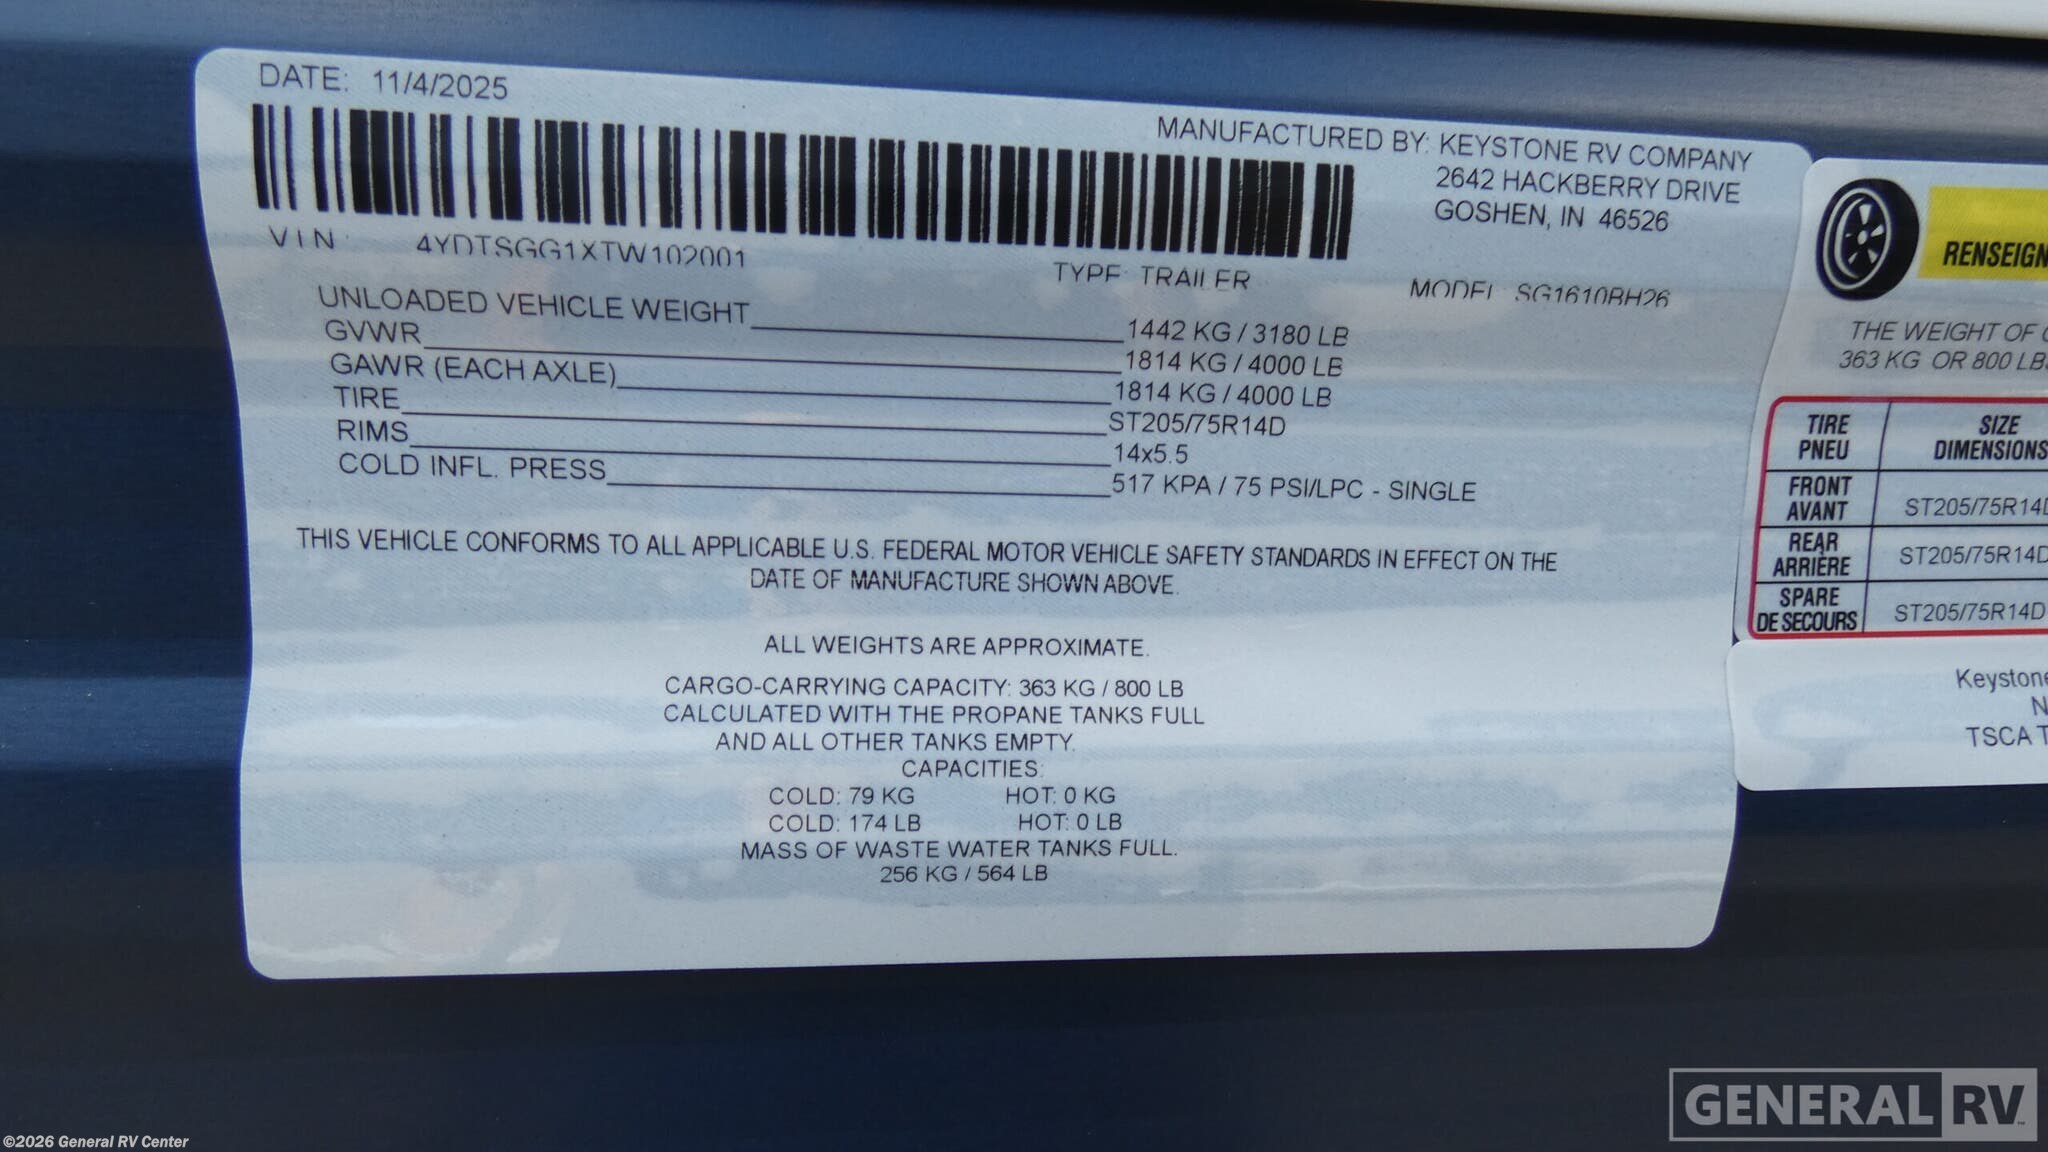 DATE: 11/4/2025
MANUFACTURED BY: KEYSTONE RV COMPANY
2642 HACKBERRY DRIVE
GOSHEN, IN 46526
VIN: 4YDTSGG1XTW102001
TYPE: TRAILER
MODEL SG1610BH26
UNLOADED VEHICLE WEIGHT 1442 KG / 3180 LB
GVWR 1814 KG / 4000 LB
GAWR (EACH AXLE) 1814 KG / 4000 LB
TIRE ST205/75R14D
RIMS 14x5.5
COLD INFL. PRESS 517 KPA / 75 PSI/LPC - SINGLE
THIS VEHICLE CONFORMS TO ALL APPLICABLE U.S. FEDERAL MOTOR VEHICLE SAFETY STANDARDS IN EFFECT ON THE
DATE OF MANUFACTURE SHOWN ABOVE.
ALL WEIGHTS ARE APPROXIMATE.
CARGO-CARRYING CAPACITY: 363 KG / 800 LB
CALCULATED WITH THE PROPANE TANKS FULL
AND ALL OTHER TANKS EMPTY.
CAPACITIES:
COLD: 79 KG HOT: 0 KG
COLD: 174 LB HOT: 0 LB
MASS OF WASTE WATER TANKS FULL.
256 KG / 564 LB
RENSEIGN
THE WEIGHT OF
363 KG OR 800 LB
TIRE SIZE
PNEU DIMENSIONS
FRONT
AVANT ST205/75R14D
REAR
ARRIÈRE ST205/75R14D
SPARE
DE SECOURS ST205/75R14D
Keystone
N
TSCA T
GENERAL RV
©2026 General RV Center